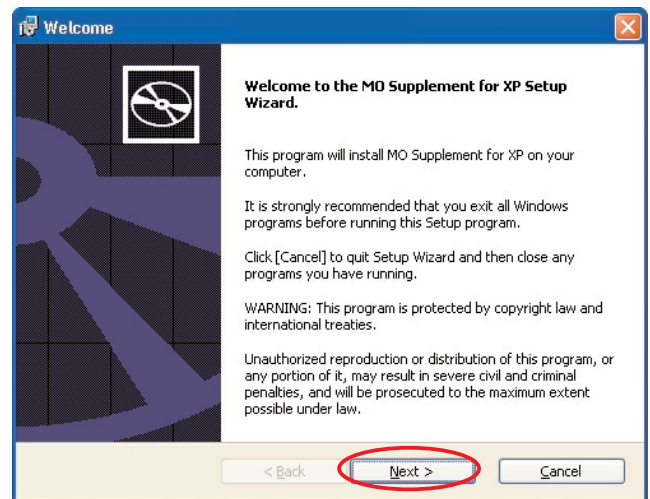 Welcome
Welcome to the MO Supplement for XP Setup
Wizard.
This program will install MO Supplement for XP on your
computer.
It is strongly recommended that you exit all Windows
programs before running this Setup program.
Click [Cancel] to quit Setup Wizard and then close any
programs you have running.
WARNING: This program is protected by copyright law and
international treaties.
Unauthorized reproduction or distribution of this program, or
any portion of it, may result in severe civil and criminal
penalties, and will be prosecuted to the maximum extent
possible under law.
< Back Next > Cancel